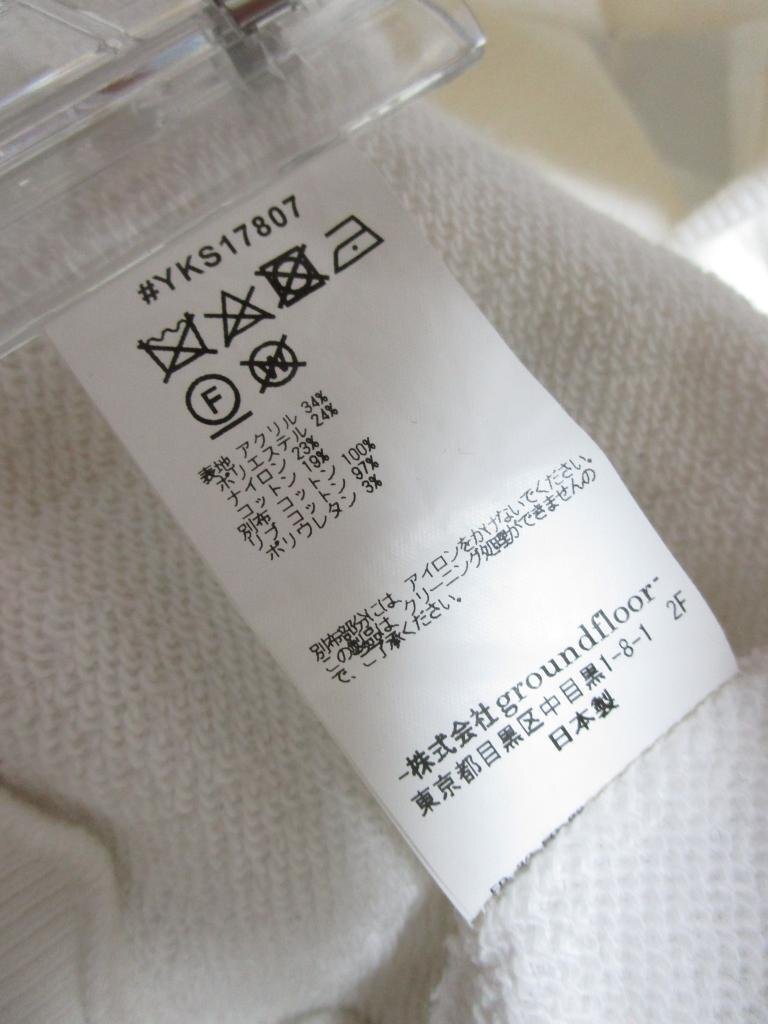 #YKS17807
F W
表地 アクリル 34%
ポリエステル 24%
ナイロン 23%
コットン 19%
別布 コットン 100%
リブ コットン 97%
ポリウレタン 3%
別布部分には、アイロンをかけないでください。
この製品は、クリーニング処理ができませんの
で、ご了承ください。
-株式会社groundfloor-
東京都目黒区中目黒1-8-1 2F
日本製